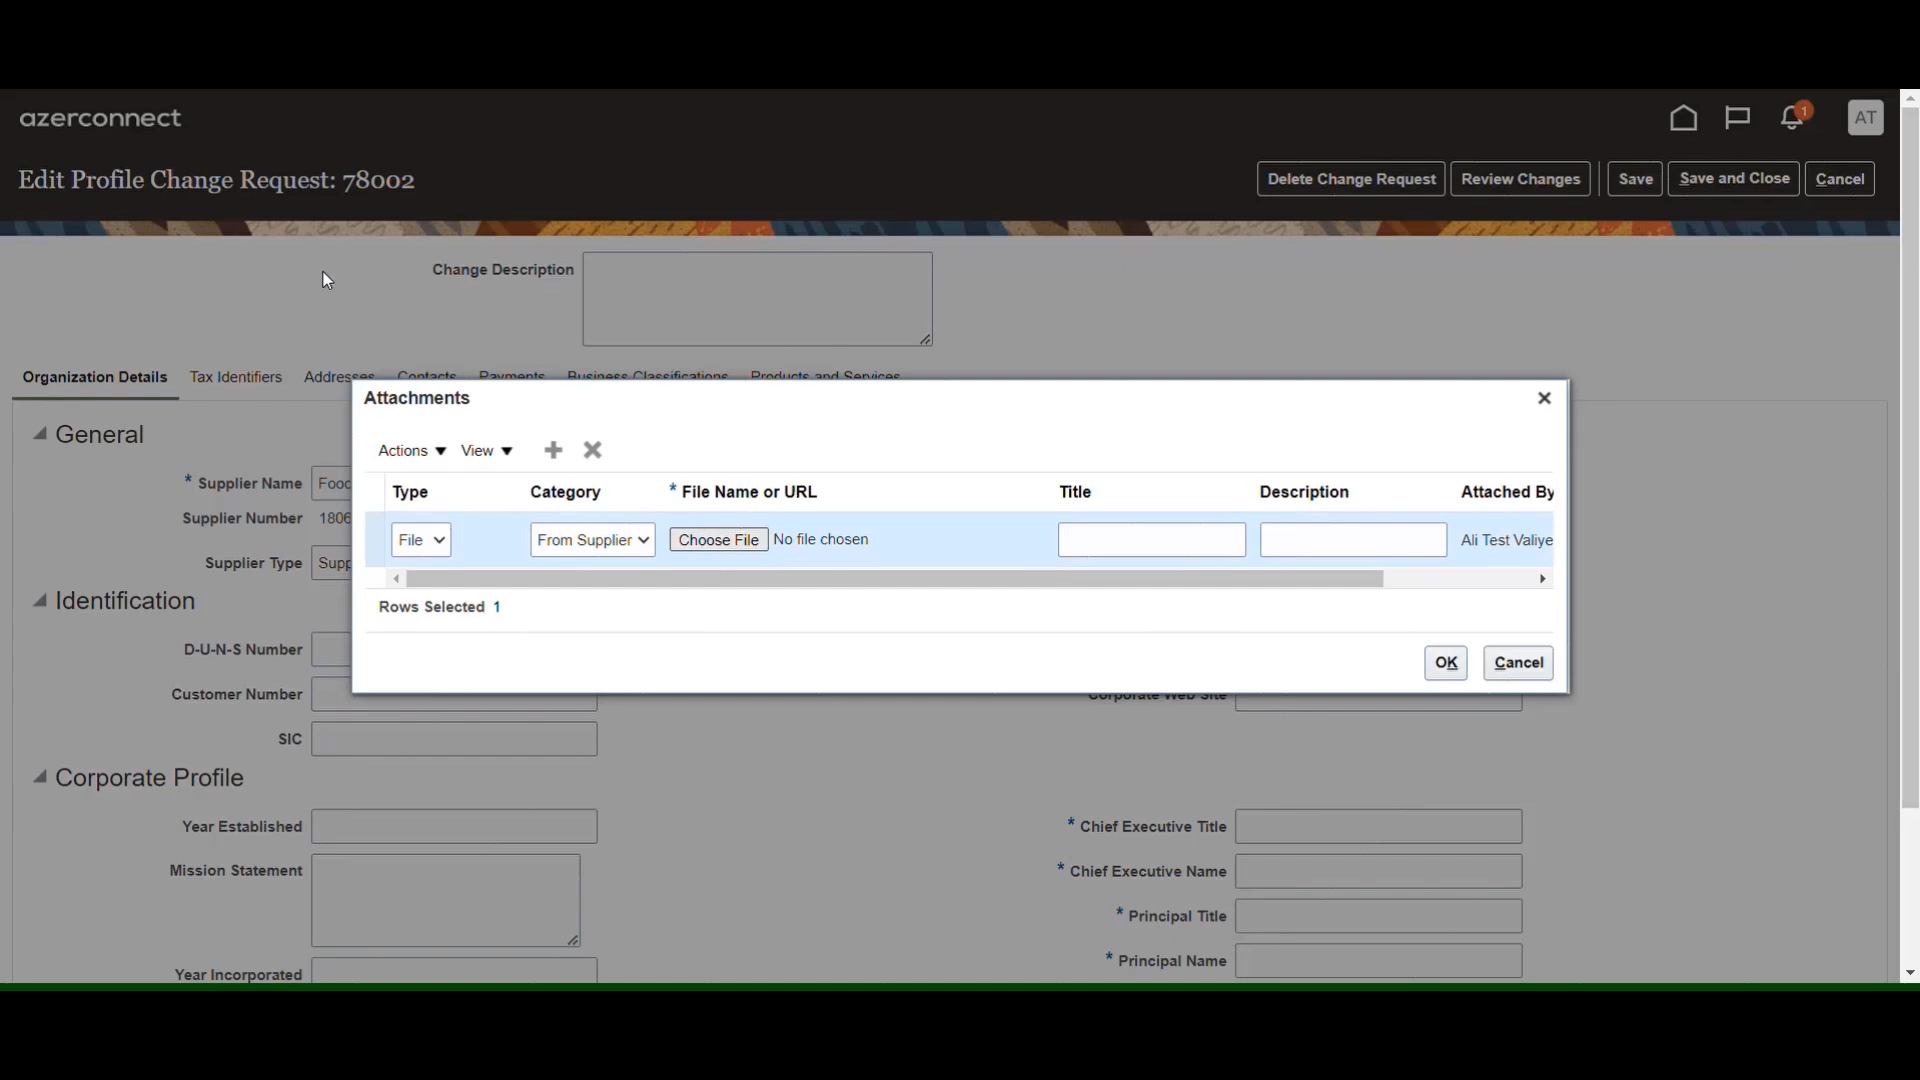 azerconnect
1
AT
Edit Profile Change Request: 78002
Delete Change Request
Review Changes
Save
Save and Close
Cancel
Change Description
Organization Details
Tax Identifiers
Addresses
Contacts
Payments
Business Classifications
Products and Services
Attachments
Actions
View
Type
Category
* File Name or URL
Title
Description
Attached By
File
From Supplier
Choose File
No file chosen
Ali Test Valiye
Rows Selected 1
OK
Cancel
General
* Supplier Name
Food
Supplier Number
1806
Supplier Type
Supp
Identification
D-U-N-S Number
Customer Number
Corporate Web Site
SIC
Corporate Profile
Year Established
* Chief Executive Title
Mission Statement
* Chief Executive Name
* Principal Title
* Principal Name
Year Incorporated